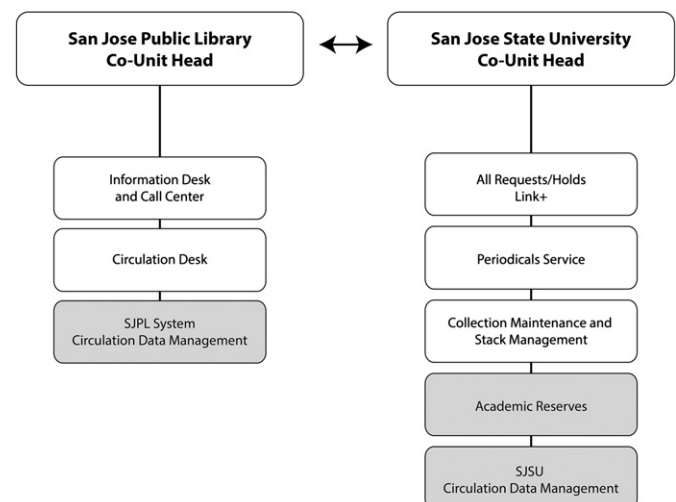 San Jose Public Library
Co-Unit Head
San Jose State University
Co-Unit Head
Information Desk
and Call Center
Circulation Desk
SJPL System
Circulation Data Management
All Requests/Holds
Link+
Periodicals Service
Collection Maintenance and
Stack Management
Academic Reserves
SJSU
Circulation Data Management